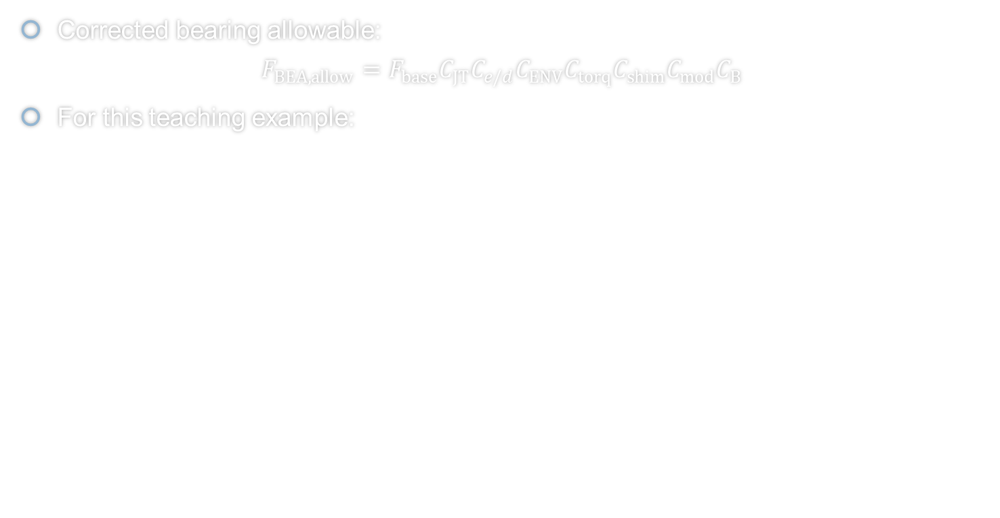 Corrected bearing allowable:
F_BEA,allow = F_base C_JT C_e/d C_ENV C_torq C_shim C_mod C_B
For this teaching example: